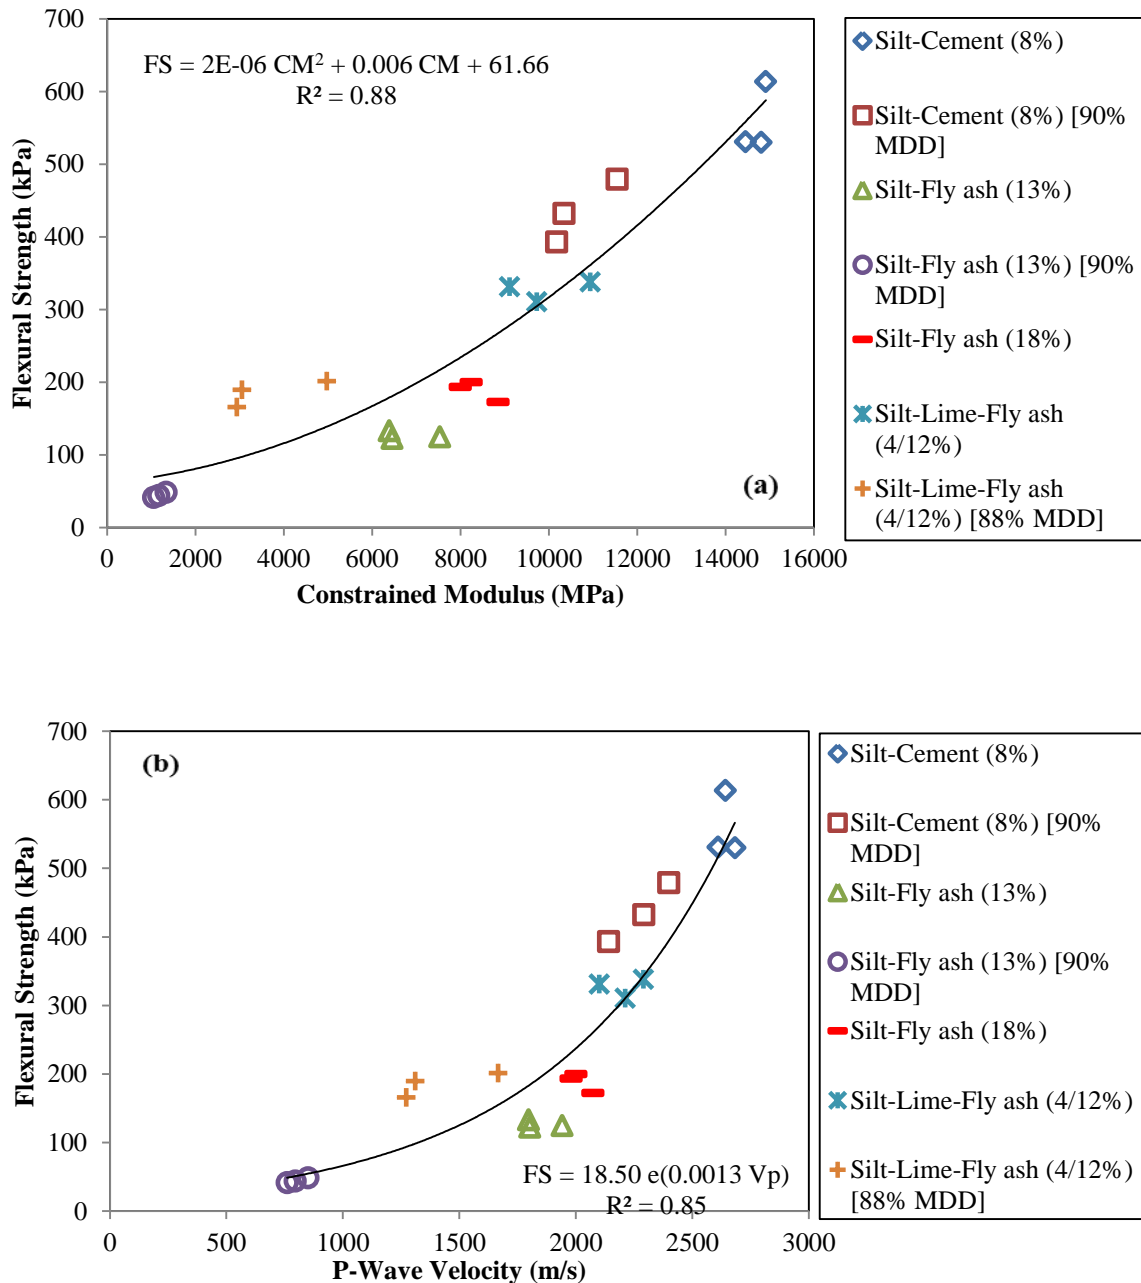 700
600
500
400
300
200
100
0
Flexural Strength (kPa)
FS = 2E-06 CM² + 0.006 CM + 61.66
R² = 0.88
(a)
0 2000 4000 6000 8000 10000 12000 14000 16000
Constrained Modulus (MPa)
Silt-Cement (8%)
Silt-Cement (8%) [90%
MDD]
Silt-Fly ash (13%)
Silt-Fly ash (13%) [90%
MDD]
Silt-Fly ash (18%)
Silt-Lime-Fly ash
(4/12%)
Silt-Lime-Fly ash
(4/12%) [88% MDD]
700
600
500
400
300
200
100
0
Flexural Strength (kPa)
(b)
FS = 18.50 e(0.0013 Vp)
R² = 0.85
0 500 1000 1500 2000 2500 3000
P-Wave Velocity (m/s)
Silt-Cement (8%)
Silt-Cement (8%) [90%
MDD]
Silt-Fly ash (13%)
Silt-Fly ash (13%) [90%
MDD]
Silt-Fly ash (18%)
Silt-Lime-Fly ash (4/12%)
Silt-Lime-Fly ash (4/12%)
[88% MDD]